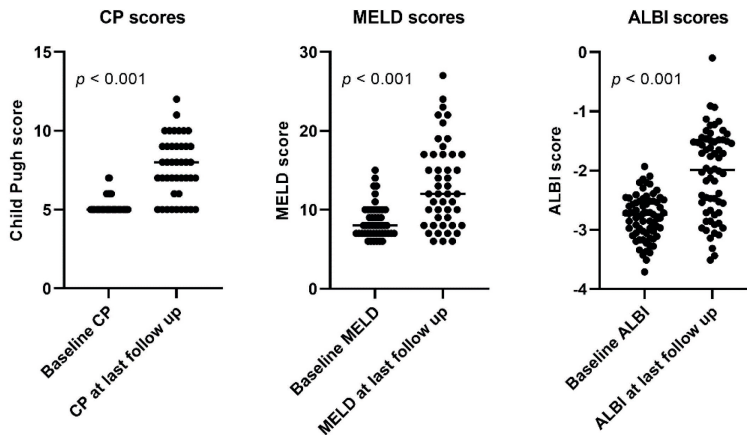 CP scores
15
10
5
0
Child Pugh score
p < 0.001
Baseline CP
CP at last follow up
MELD scores
30
20
10
0
MELD score
p < 0.001
Baseline MELD
MELD at last follow up
ALBI scores
0
-1
-2
-3
-4
ALBI score
p < 0.001
Baseline ALBI
ALBI at last follow up